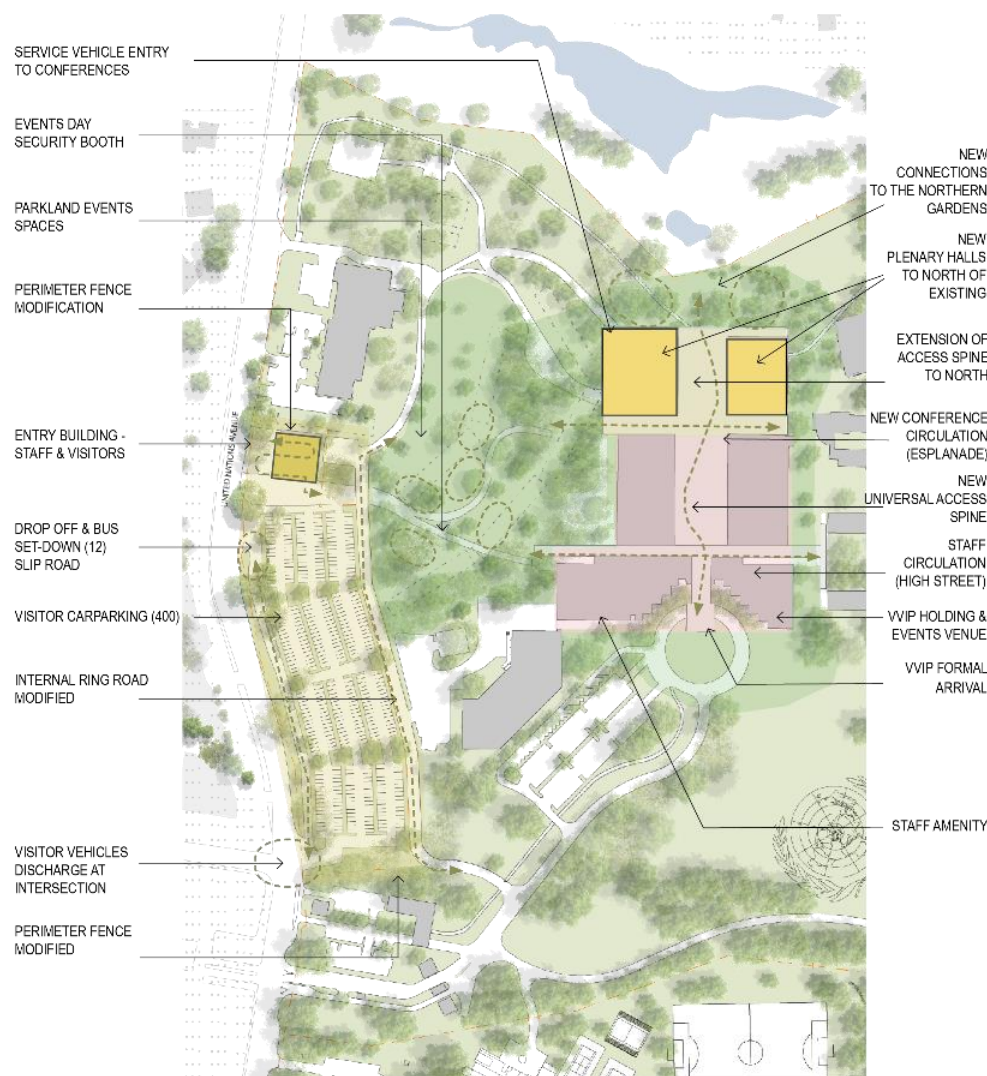 SERVICE VEHICLE ENTRY
TO CONFERENCES
EVENTS DAY
SECURITY BOOTH
PARKLAND EVENTS
SPACES
PERIMETER FENCE
MODIFICATION
ENTRY BUILDING -
STAFF & VISITORS
DROP OFF & BUS
SET-DOWN (12)
SLIP ROAD
VISITOR CARPARKING (400)
INTERNAL RING ROAD
MODIFIED
VISITOR VEHICLES
DISCHARGE AT
INTERSECTION
PERIMETER FENCE
MODIFIED
UNITED NATIONS AVENUE
NEW
CONNECTIONS
TO THE NORTHERN
GARDENS
NEW
PLENARY HALLS
TO NORTH OF
EXISTING
EXTENSION OF
ACCESS SPINE
TO NORTH
NEW CONFERENCE
CIRCULATION
(ESPLANADE)
NEW
UNIVERSAL ACCESS
SPINE
STAFF
CIRCULATION
(HIGH STREET)
VVIP HOLDING &
EVENTS VENUE
VVIP FORMAL
ARRIVAL
STAFF AMENITY